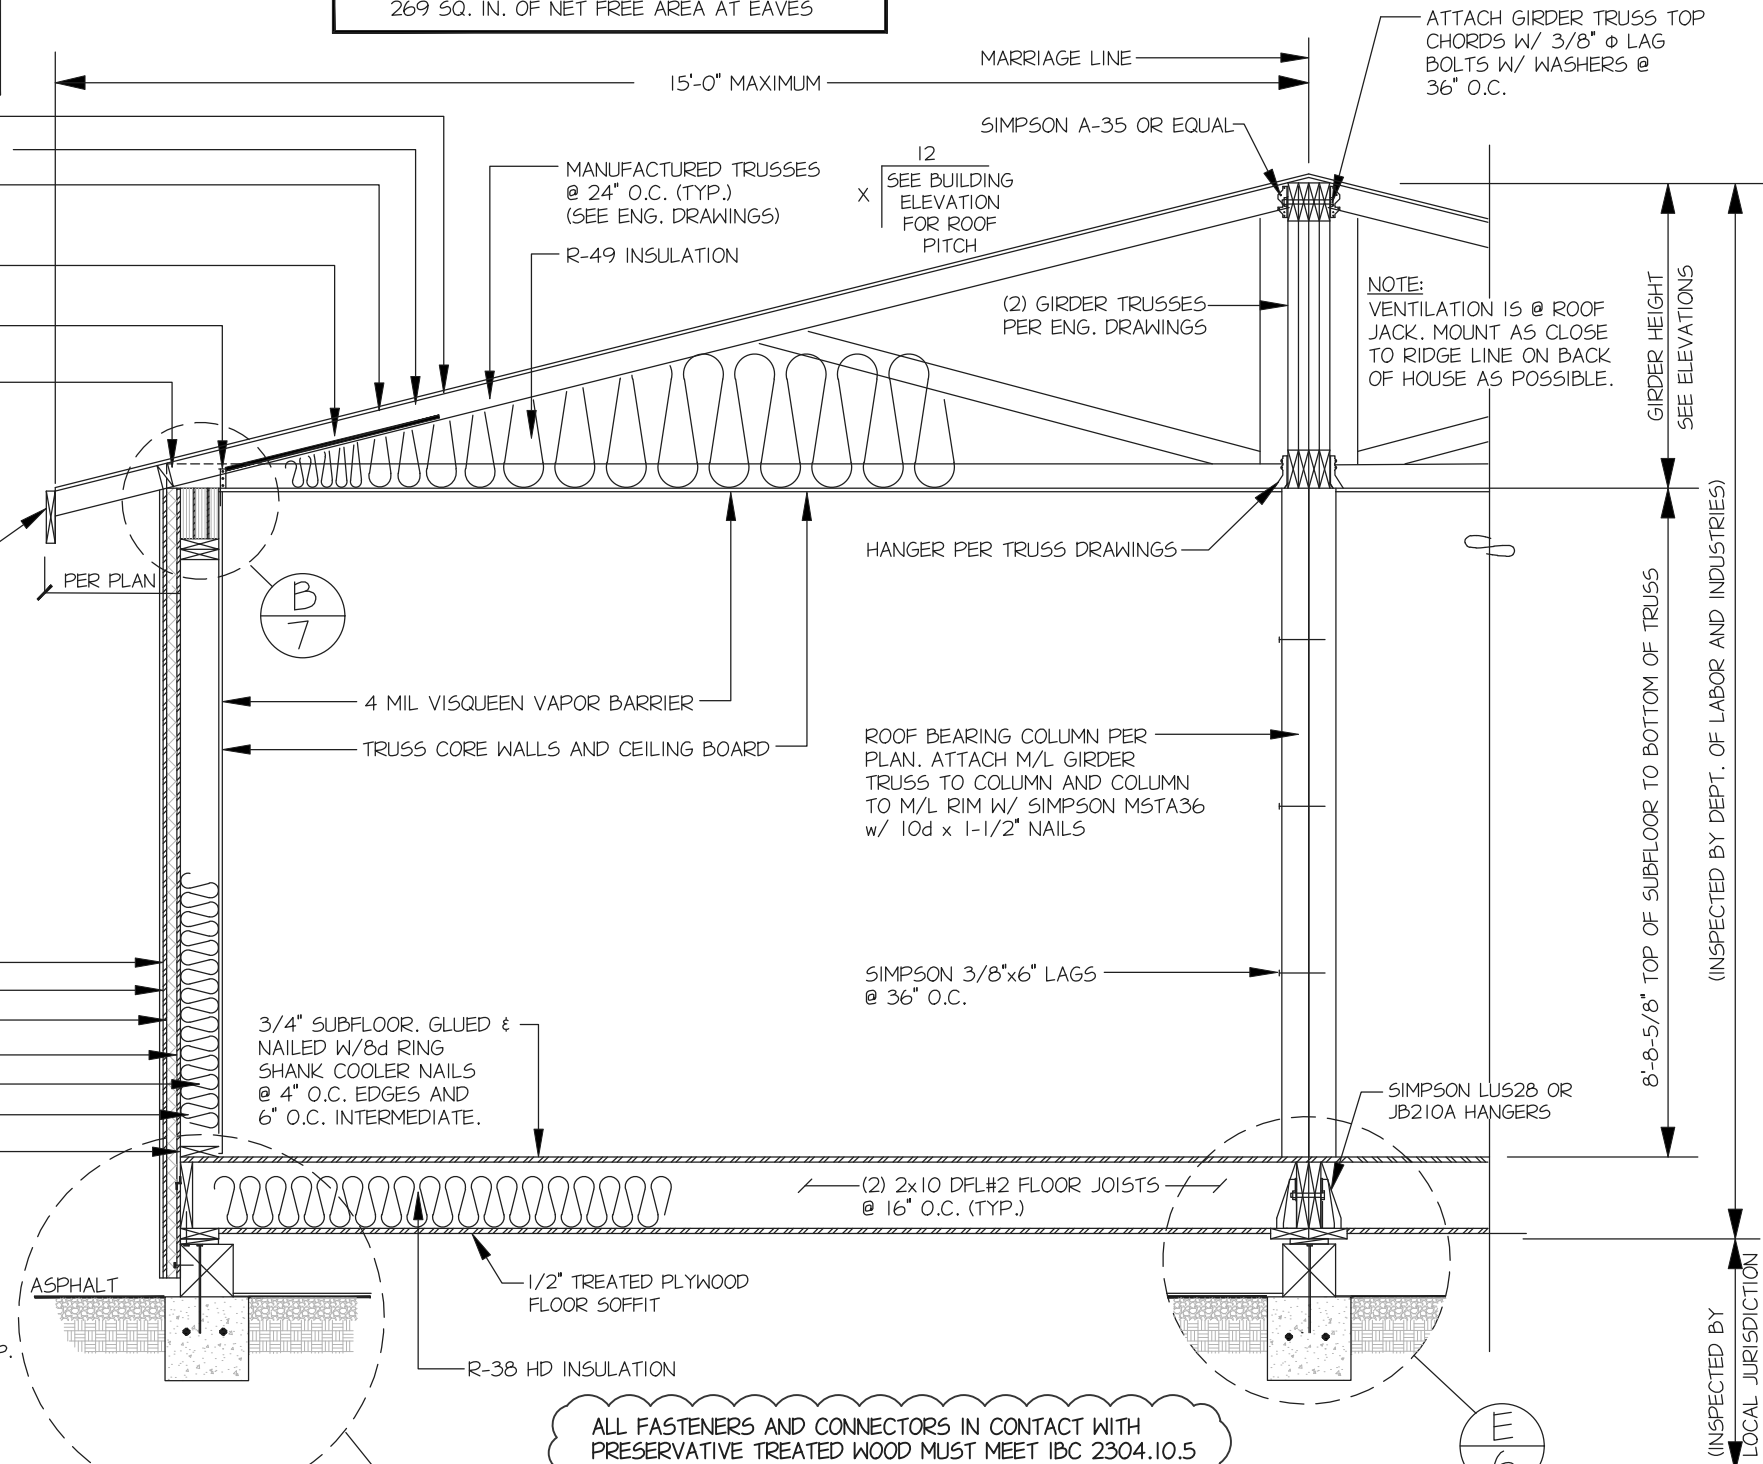 269 SQ. IN. OF NET FREE AREA AT EAVES
ATTACH GIRDER TRUSS TOP
CHORDS W/ 3/8" Φ LAG
BOLTS W/ WASHERS @
36" O.C.
MARRIAGE LINE
15'-0" MAXIMUM
SIMPSON A-35 OR EQUAL
MANUFACTURED TRUSSES
@ 24" O.C. (TYP.)
(SEE ENG. DRAWINGS)
12
X
SEE BUILDING
ELEVATION
FOR ROOF
PITCH
R-49 INSULATION
(2) GIRDER TRUSSES
PER ENG. DRAWINGS
NOTE:
VENTILATION IS @ ROOF
JACK. MOUNT AS CLOSE
TO RIDGE LINE ON BACK
OF HOUSE AS POSSIBLE.
GIRDER HEIGHT
SEE ELEVATIONS
HANGER PER TRUSS DRAWINGS
PER PLAN
B
7
4 MIL VISQUEEN VAPOR BARRIER
TRUSS CORE WALLS AND CEILING BOARD
ROOF BEARING COLUMN PER
PLAN. ATTACH M/L GIRDER
TRUSS TO COLUMN AND COLUMN
TO M/L RIM W/ SIMPSON MSTA36
w/ 10d x 1-1/2" NAILS
8'-8-5/8" TOP OF SUBFLOOR TO BOTTOM OF TRUSS
(INSPECTED BY DEPT. OF LABOR AND INDUSTRIES)
SIMPSON 3/8"x6" LAGS
@ 36" O.C.
3/4" SUBFLOOR. GLUED &
NAILED W/8d RING
SHANK COOLER NAILS
@ 4" O.C. EDGES AND
6" O.C. INTERMEDIATE.
SIMPSON LUS28 OR
JB210A HANGERS
(2) 2x10 DFL#2 FLOOR JOISTS
@ 16" O.C. (TYP.)
ASPHALT
1/2" TREATED PLYWOOD
FLOOR SOFFIT
P.
R-38 HD INSULATION
(INSPECTED BY
LOCAL JURISDICTION
ALL FASTENERS AND CONNECTORS IN CONTACT WITH
PRESERVATIVE TREATED WOOD MUST MEET IBC 2304.10.5
E